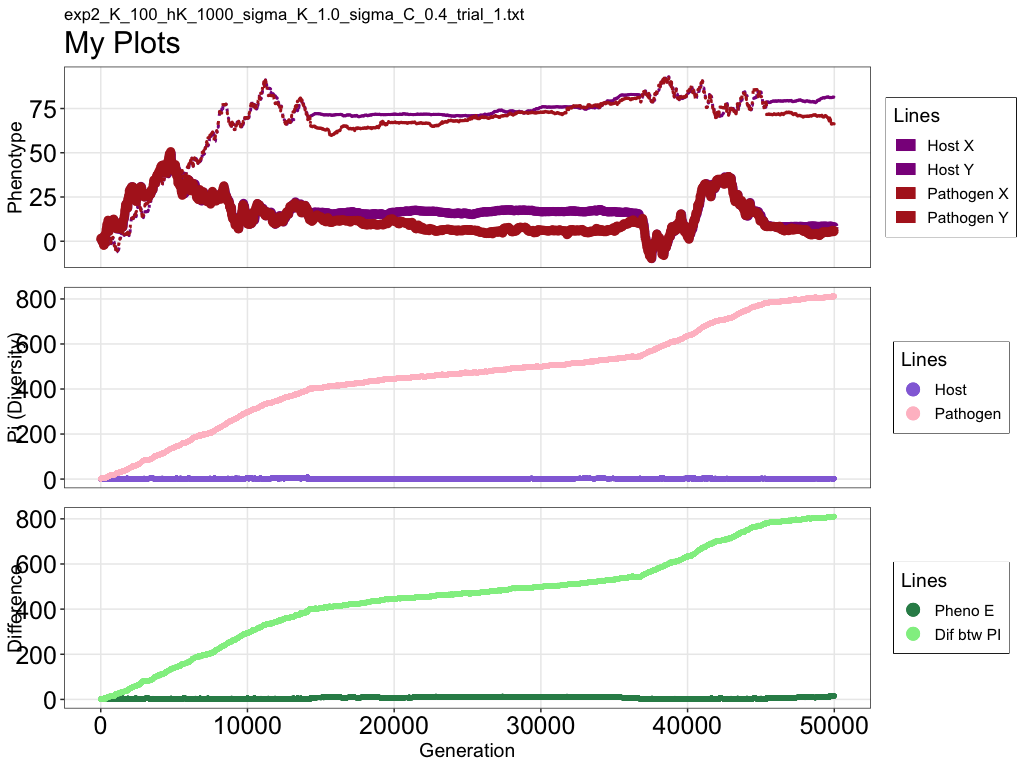 exp2_K_100_hK_1000_sigma_K_1.0_sigma_C_0.4_trial_1.txt
My Plots
Phenotype
75
50
25
0
Lines
Host X
Host Y
Pathogen X
Pathogen Y
Pi (Diversity)
800
600
400
200
0
Lines
Host
Pathogen
Difference
800
600
400
200
0
Lines
Pheno E
Dif btw PI
0
10000
20000
30000
40000
50000
Generation